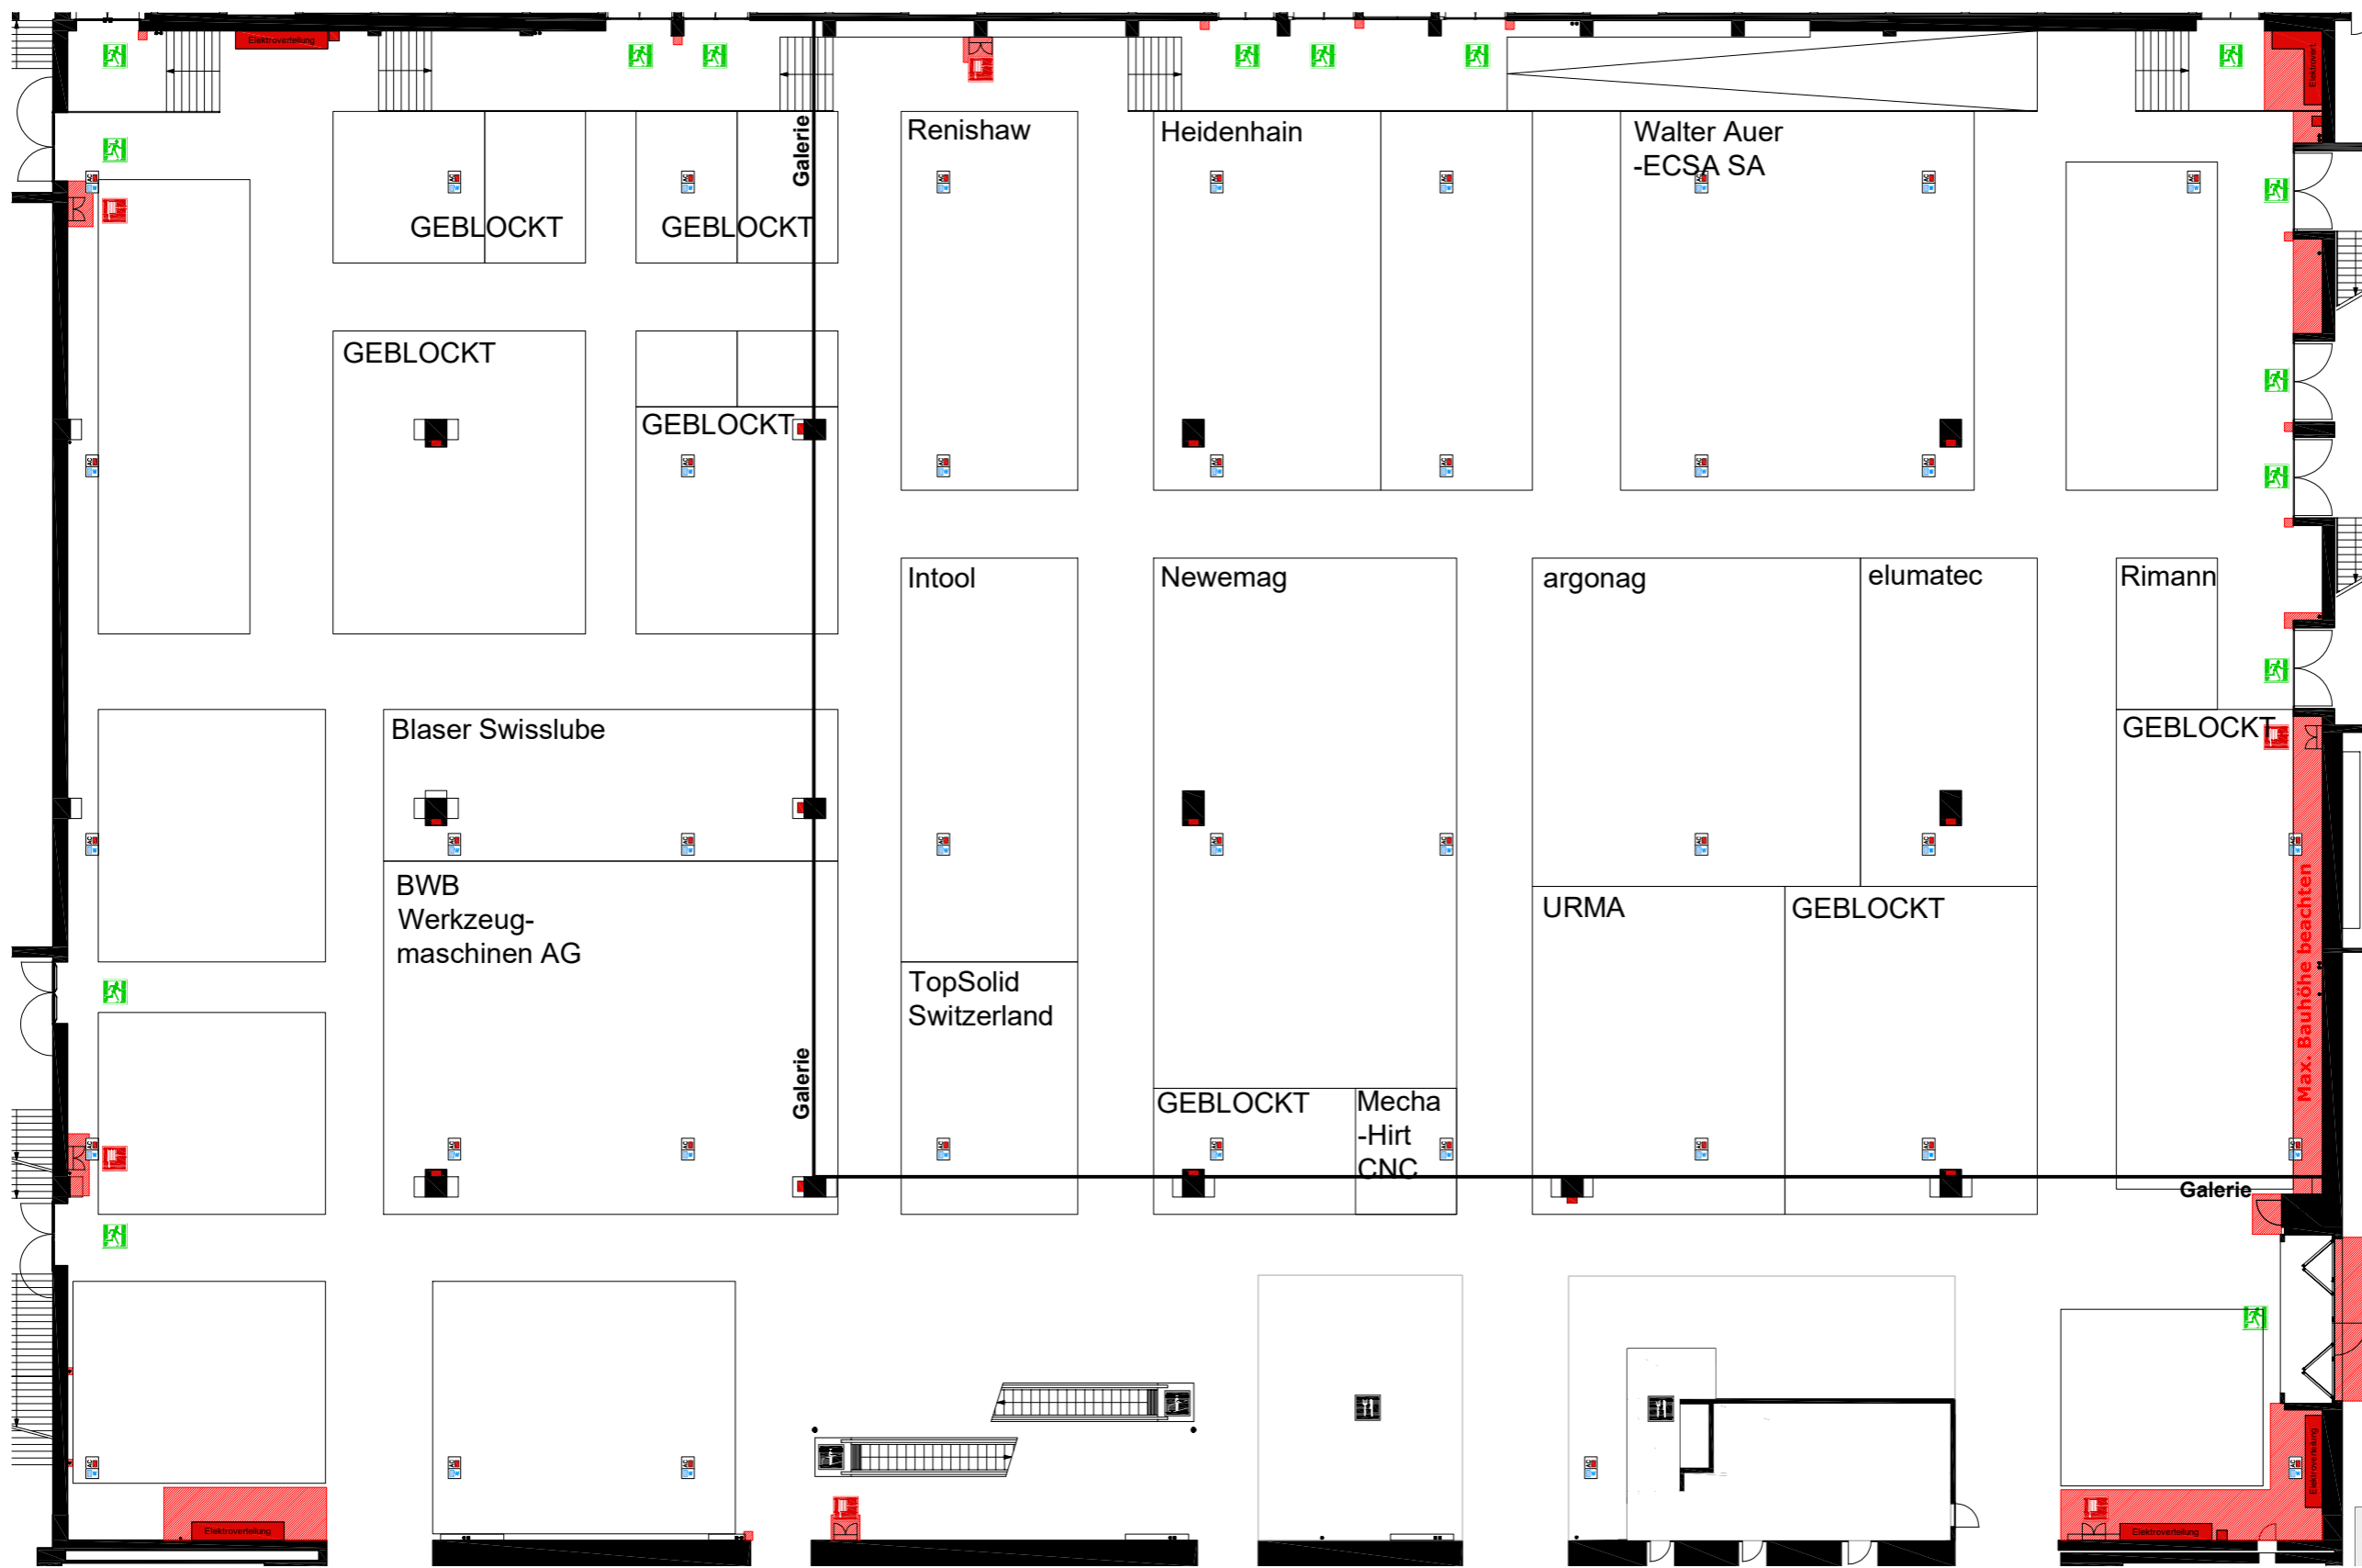 Elektroverteilung
Elektrovert.
Galerie
Renishaw
Heidenhain
Walter Auer
-ECSA SA
GEBLOCKT
GEBLOCKT
GEBLOCKT
GEBLOCKT
Intool
Newemag
argonag
elumatec
Rimann
Blaser Swisslube
GEBLOCKT
BWB
Werkzeug-
maschinen AG
URMA
GEBLOCKT
Max. Bauhöhe beachten
TopSolid
Switzerland
Galerie
GEBLOCKT
Mecha
-Hirt
CNC
Galerie
Elektroverteilung
Elektroverteilung
Elektroverteilung